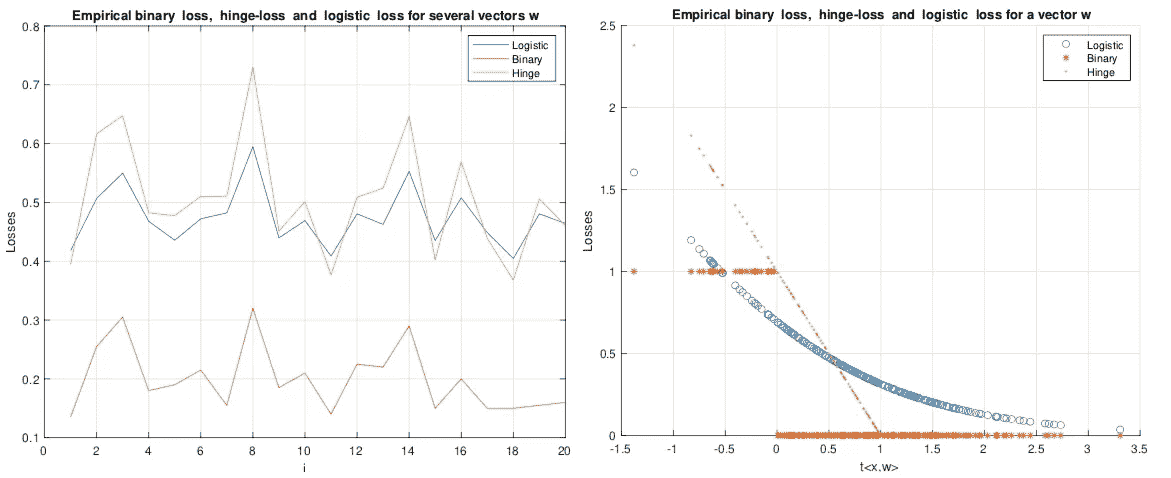 Empirical binary loss, hinge-loss and logistic loss for several vectors w
0.8
0.7
0.6
0.5
0.4
0.3
0.2
0.1
Losses
0 2 4 6 8 10 12 14 16 18 20
i
Logistic
Binary
Hinge
Empirical binary loss, hinge-loss and logistic loss for a vector w
2.5
2
1.5
1
0.5
0
Losses
-1.5 -1 -0.5 0 0.5 1 1.5 2 2.5 3 3.5
t<x,w>
Logistic
Binary
Hinge